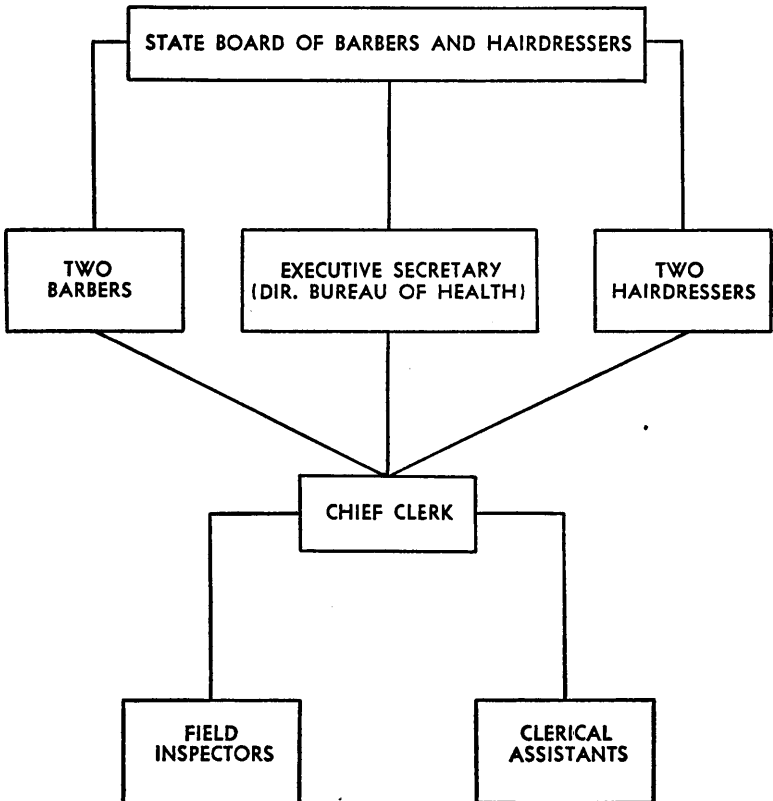 STATE BOARD OF BARBERS AND HAIRDRESSERS
TWO
BARBERS
EXECUTIVE SECRETARY
(DIR. BUREAU OF HEALTH)
TWO
HAIRDRESSERS
CHIEF CLERK
FIELD
INSPECTORS
CLERICAL
ASSISTANTS